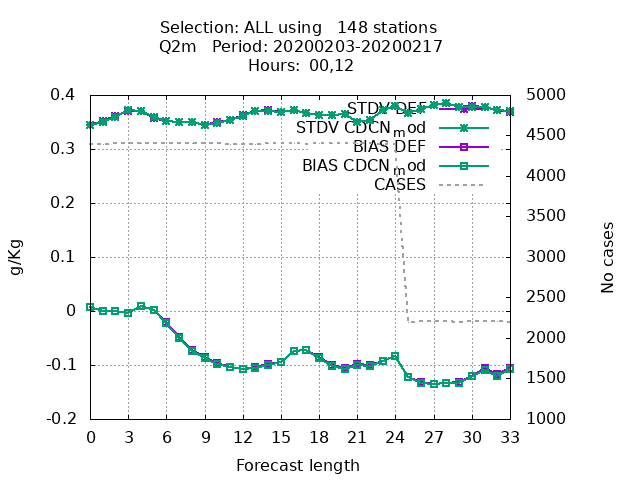 Selection: ALL using   148 stations
Q2m   Period: 20200203-20200217
Hours: 00,12
0.4
0.3
0.2
0.1
0
-0.1
-0.2
g/Kg
5000
4500
4000
3500
3000
2500
2000
1500
1000
No cases
STDV DEF
STDV CDCN_mod
BIAS DEF
BIAS CDCN_mod
CASES
0 3 6 9 12 15 18 21 24 27 30 33
Forecast length